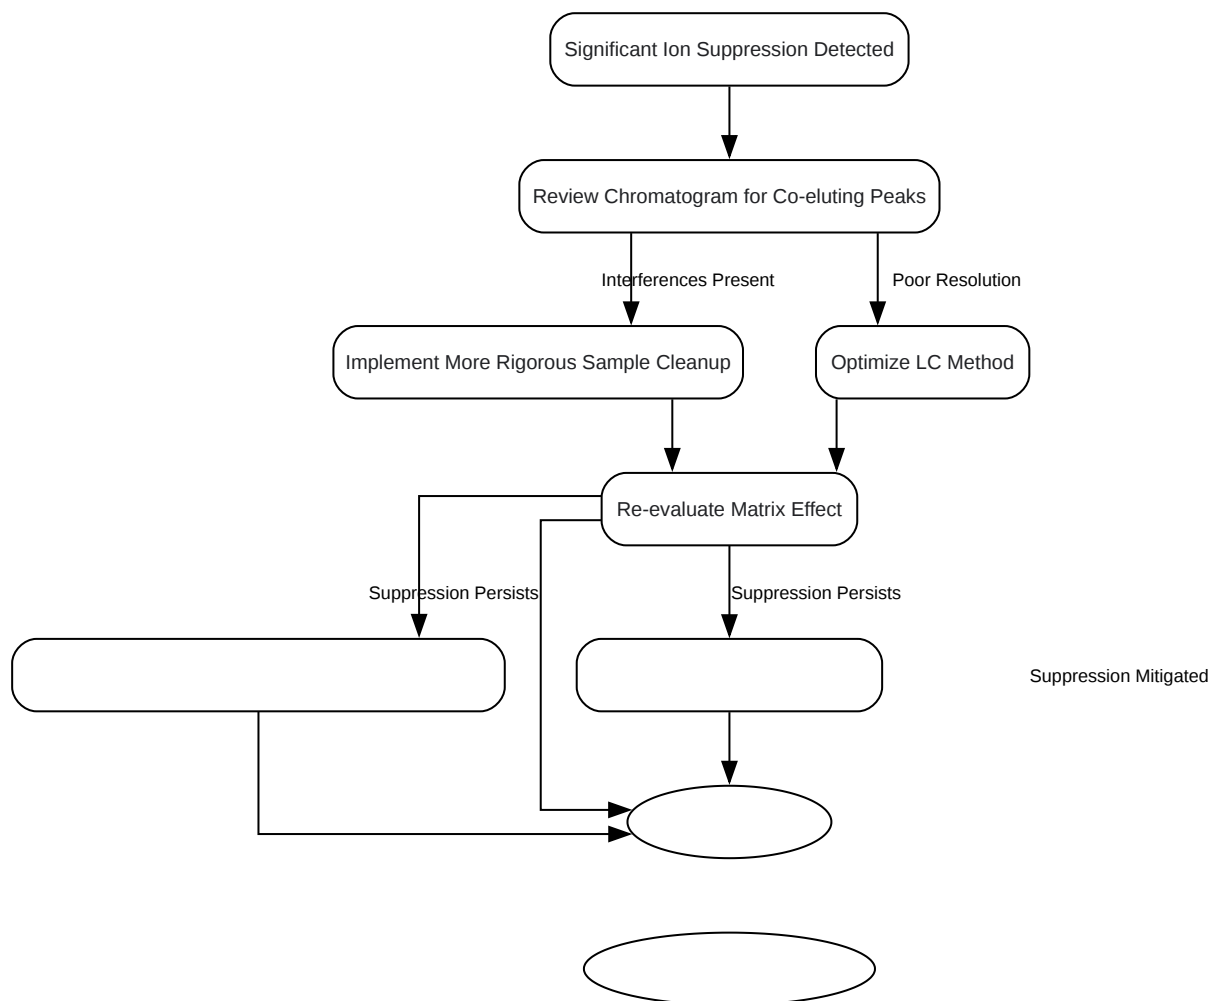 Significant Ion Suppression Detected
Review Chromatogram for Co-eluting Peaks
Interferences Present
Poor Resolution
Implement More Rigorous Sample Cleanup
Optimize LC Method
Re-evaluate Matrix Effect
Suppression Persists
Suppression Persists
Suppression Mitigated